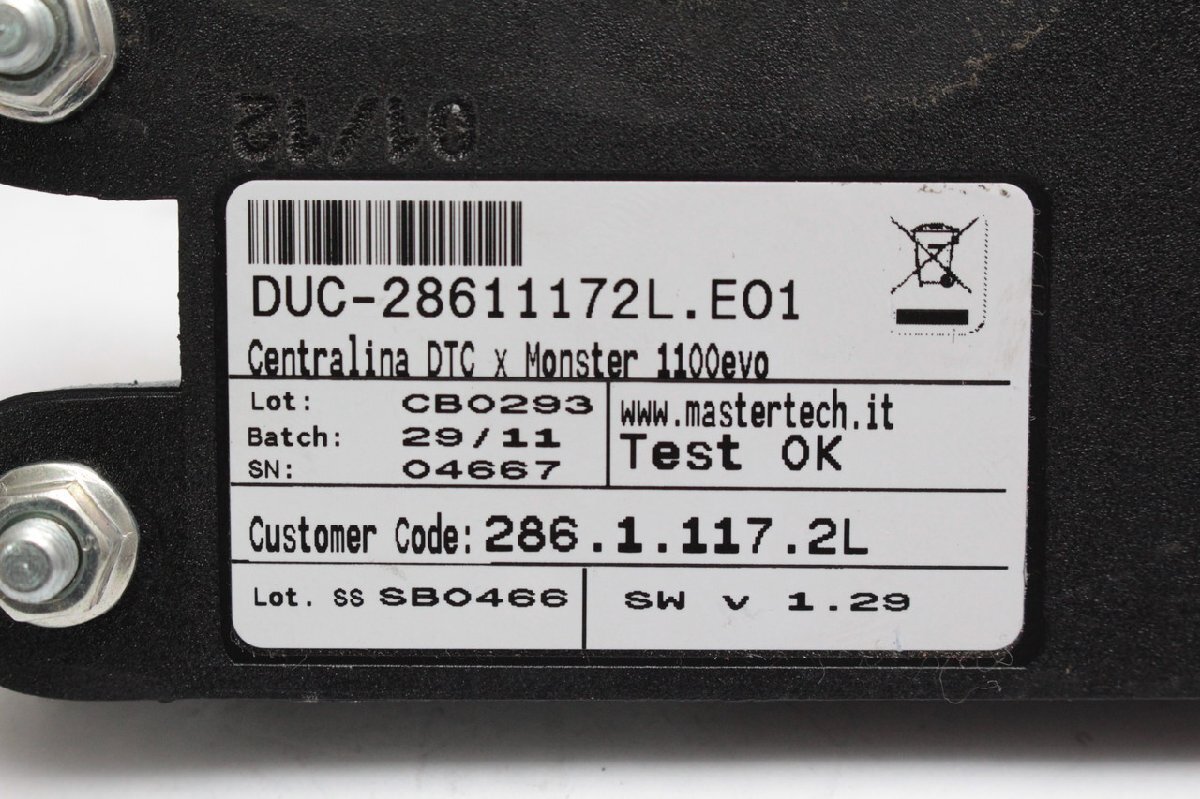 01/12
DUC-28611172L.E01
Centralina DTC x Monster 1100evo
Lot: CB0293
Batch: 29/11
SN: 04667
www.mastertech.it
Test OK
Customer Code: 286.1.117.2L
Lot. SS SB0466
SW v 1.29